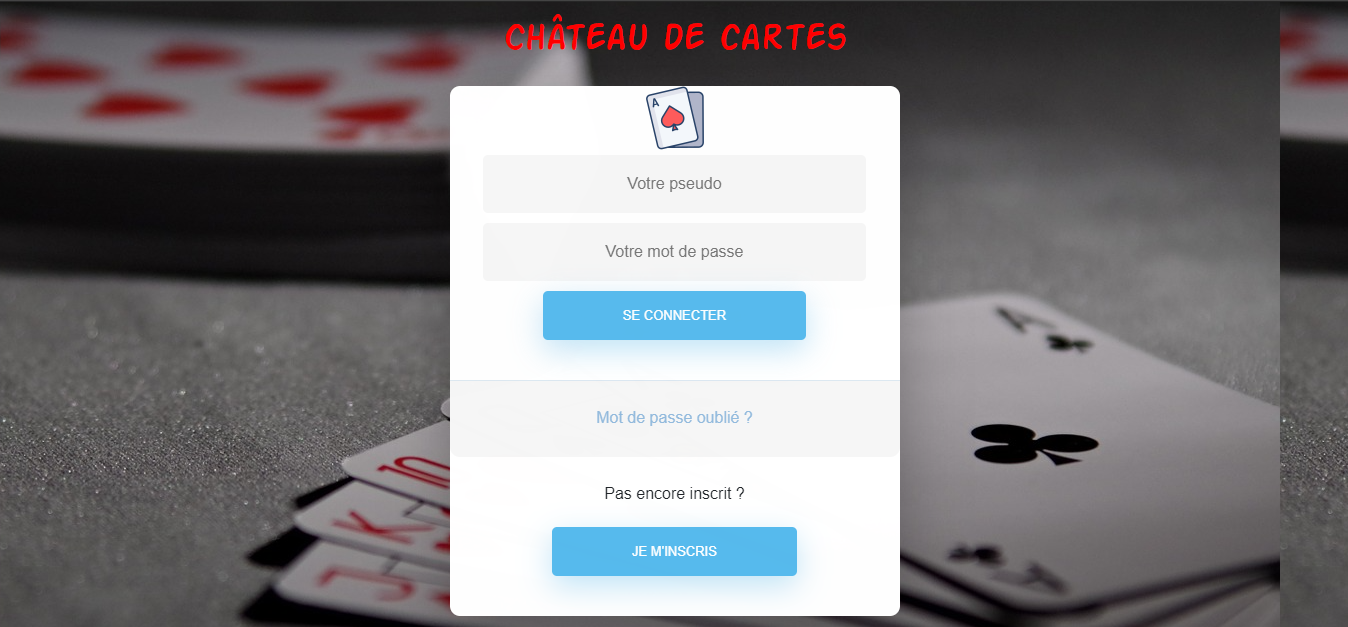 CHÂTEAU DE CARTES
A
Votre pseudo
Votre mot de passe
SE CONNECTER
A
Mot de passe oublié ?
10
Pas encore inscrit ?
K
JE M'INSCRIS
J
A